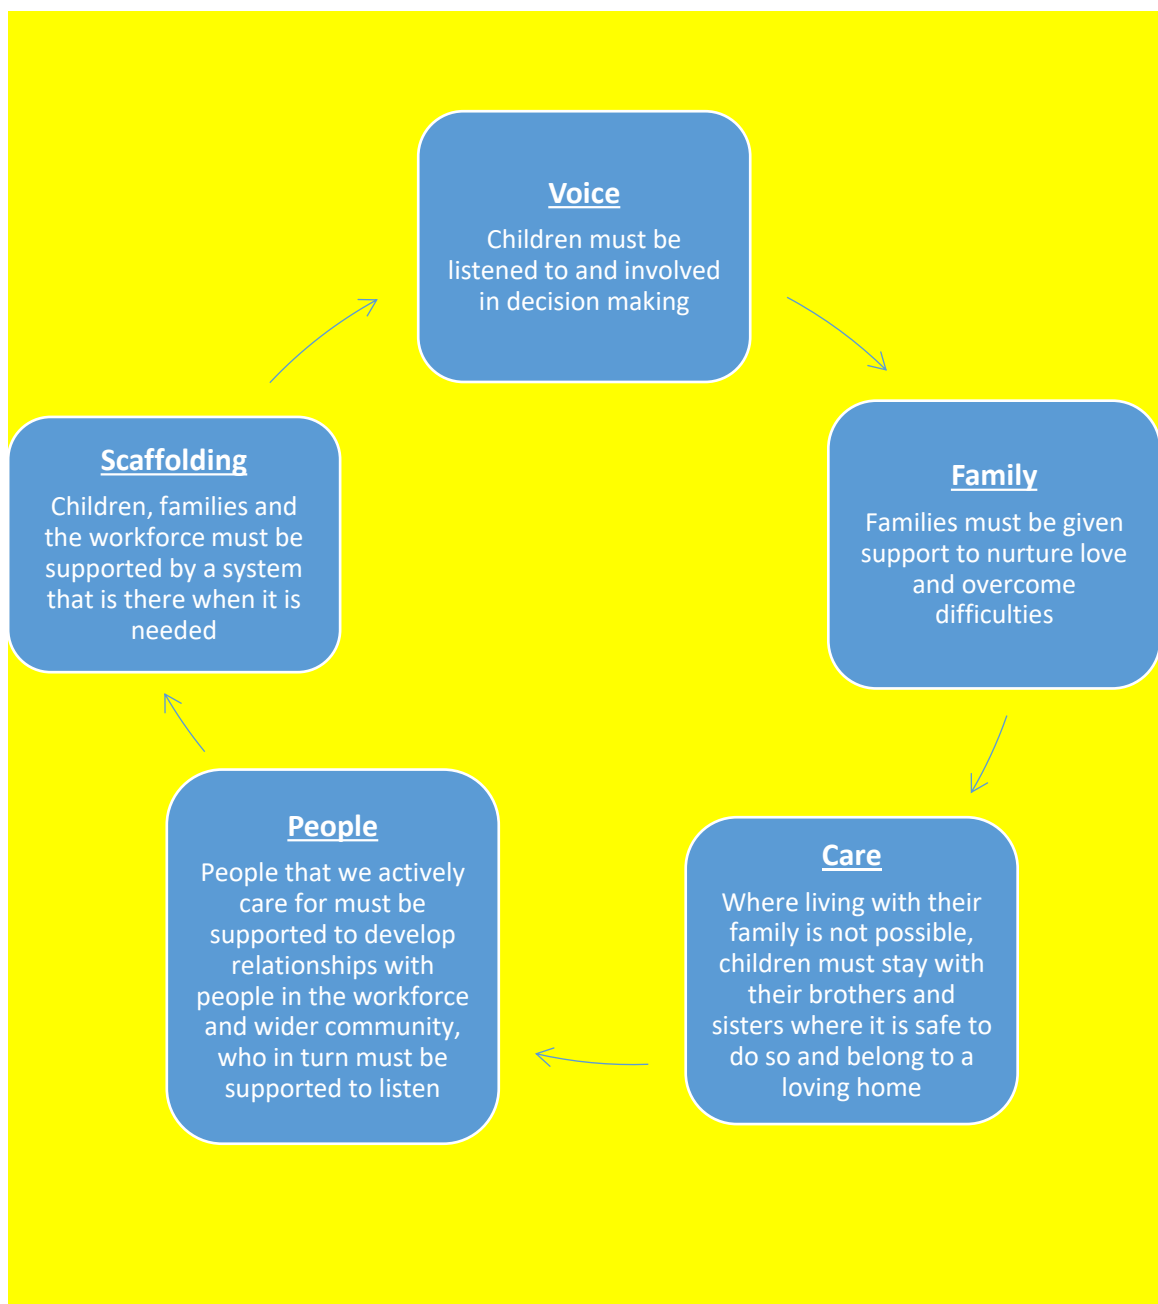 Voice
Children must be
listened to and involved
in decision making
Family
Families must be given
support to nurture love
and overcome
difficulties
Care
Where living with their
family is not possible,
children must stay with
their brothers and
sisters where it is safe to
do so and belong to a
loving home
People
People that we actively
care for must be
supported to develop
relationships with
people in the workforce
and wider community,
who in turn must be
supported to listen
Scaffolding
Children, families and
the workforce must be
supported by a system
that is there when it is
needed